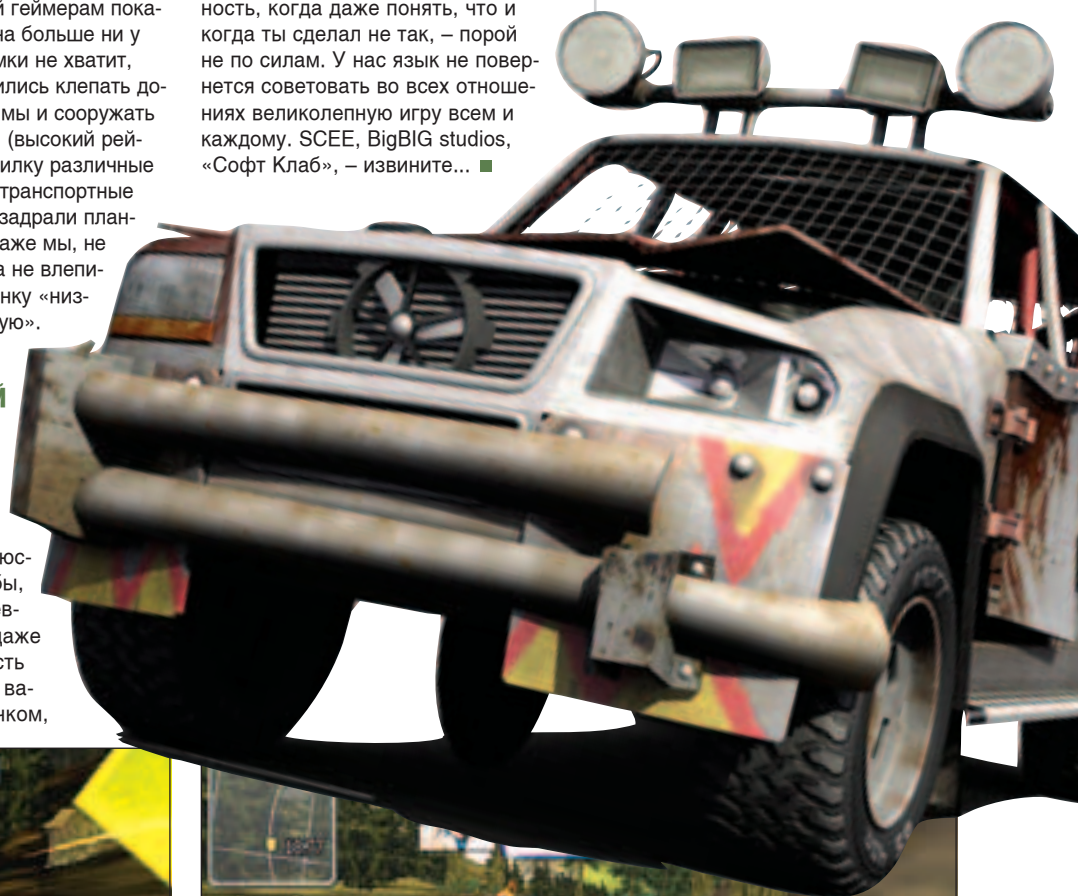 й геймерам пока-
на больше ни у
мки не хватит,
ились клепать до-
мы и сооружать
(высокий рей-
илку различные
транспортные
задрали план-
аже мы, не
а не влепи-
нку «низ-
ую».
й
юс-
бы,
ев-
даже
сть
ва-
нком,
ность, когда даже понять, что и
когда ты сделал не так, – порой
не по силам. У нас язык не повер-
нется советовать во всех отноше-
ниях великолепную игру всем и
каждому. SCEE, BigBIG studios,
«Софт Клаб», – извините...